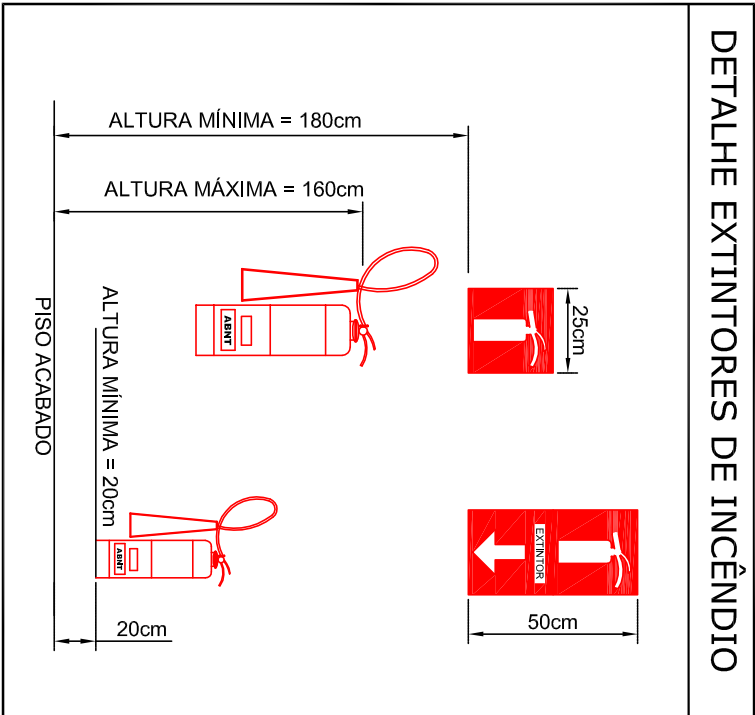 DETALHE EXTINTORES DE INCÊNDIO
25cm
EXTINTOR
50cm
ALTURA MÍNIMA = 180cm
ALTURA MÁXIMA = 160cm
ABNT
ALTURA MÍNIMA = 20cm
ABNT
20cm
PISO ACABADO